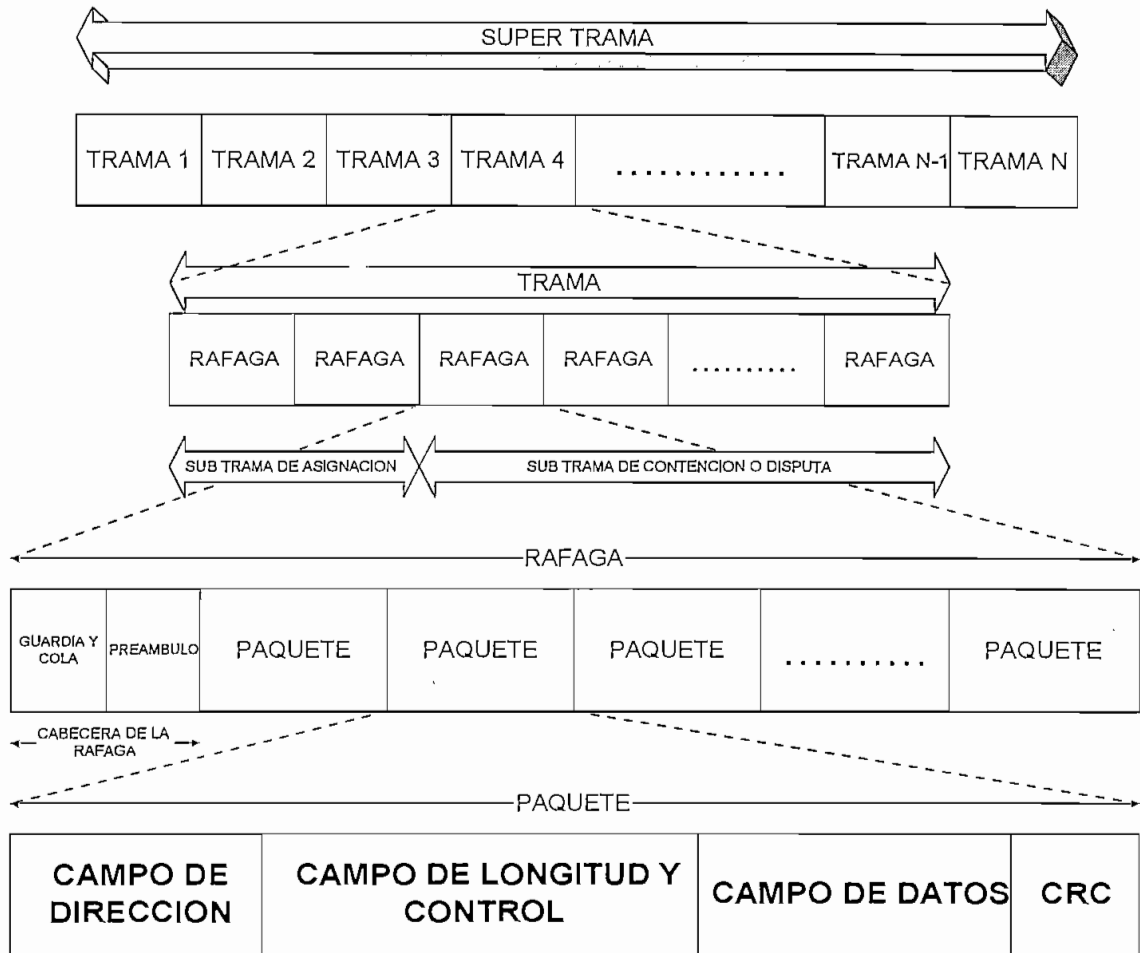 SUPER TRAMA
TRAMA 1 TRAMA 2 TRAMA 3 TRAMA 4 ............ TRAMA N-1 TRAMA N
TRAMA
RAFAGA RAFAGA RAFAGA RAFAGA .......... RAFAGA
SUB TRAMA DE ASIGNACION SUB TRAMA DE CONTENCION O DISPUTA
RAFAGA
GUARDIA Y
COLA
PREAMBULO PAQUETE PAQUETE PAQUETE .......... PAQUETE
CABECERA DE LA
RAFAGA
PAQUETE
CAMPO DE
DIRECCION
CAMPO DE LONGITUD Y
CONTROL
CAMPO DE DATOS
CRC